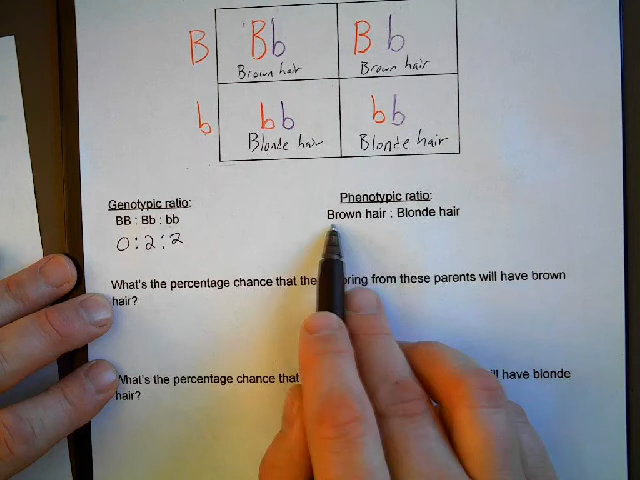 B Bb B b
Brown hair Brown hair
b bb bb
Blonde hair Blonde hair
Genotypic ratio: Phenotypic ratio:
BB : Bb : bb Brown hair : Blonde hair
0:2:2
What's the percentage chance that the from these parents will have brown
hair?
What's the percentage chance that have blonde
hair?